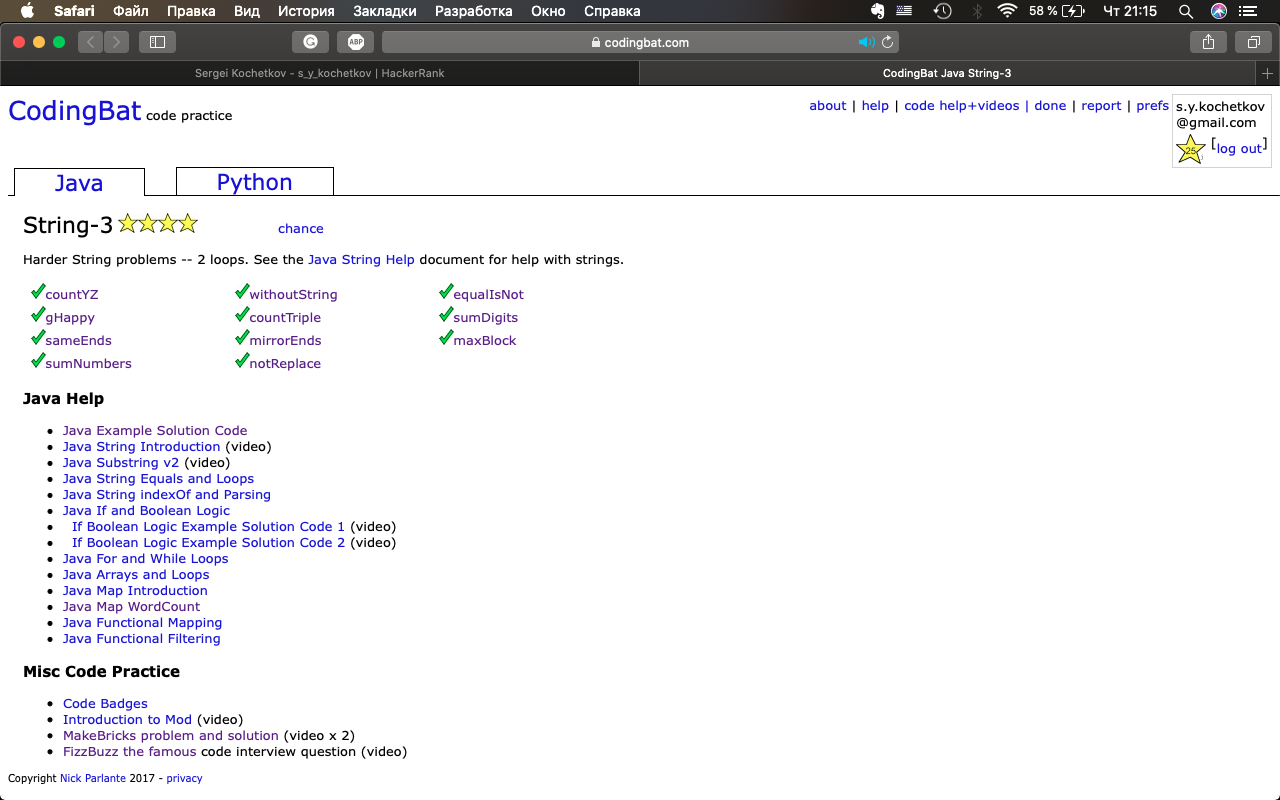 Safari Файл Правка Вид История Закладки Разработка Окно Справка 58 % Чт 21:15
ABP codingbat.com
Sergei Kochetkov - s_y_kochetkov | HackerRank CodingBat Java String-3
CodingBat code practice
about | help | code help+videos | done | report | prefs
s.y.kochetkov
@gmail.com
25 [log out]
Java Python
String-3 chance
Harder String problems -- 2 loops. See the Java String Help document for help with strings.
countYZ withoutString equalIsNot
gHappy countTriple sumDigits
sameEnds mirrorEnds maxBlock
sumNumbers notReplace
Java Help
• Java Example Solution Code
• Java String Introduction (video)
• Java Substring v2 (video)
• Java String Equals and Loops
• Java String indexOf and Parsing
• Java If and Boolean Logic
• If Boolean Logic Example Solution Code 1 (video)
• If Boolean Logic Example Solution Code 2 (video)
• Java For and While Loops
• Java Arrays and Loops
• Java Map Introduction
• Java Map WordCount
• Java Functional Mapping
• Java Functional Filtering
Misc Code Practice
• Code Badges
• Introduction to Mod (video)
• MakeBricks problem and solution (video x 2)
• FizzBuzz the famous code interview question (video)
Copyright Nick Parlante 2017 - privacy